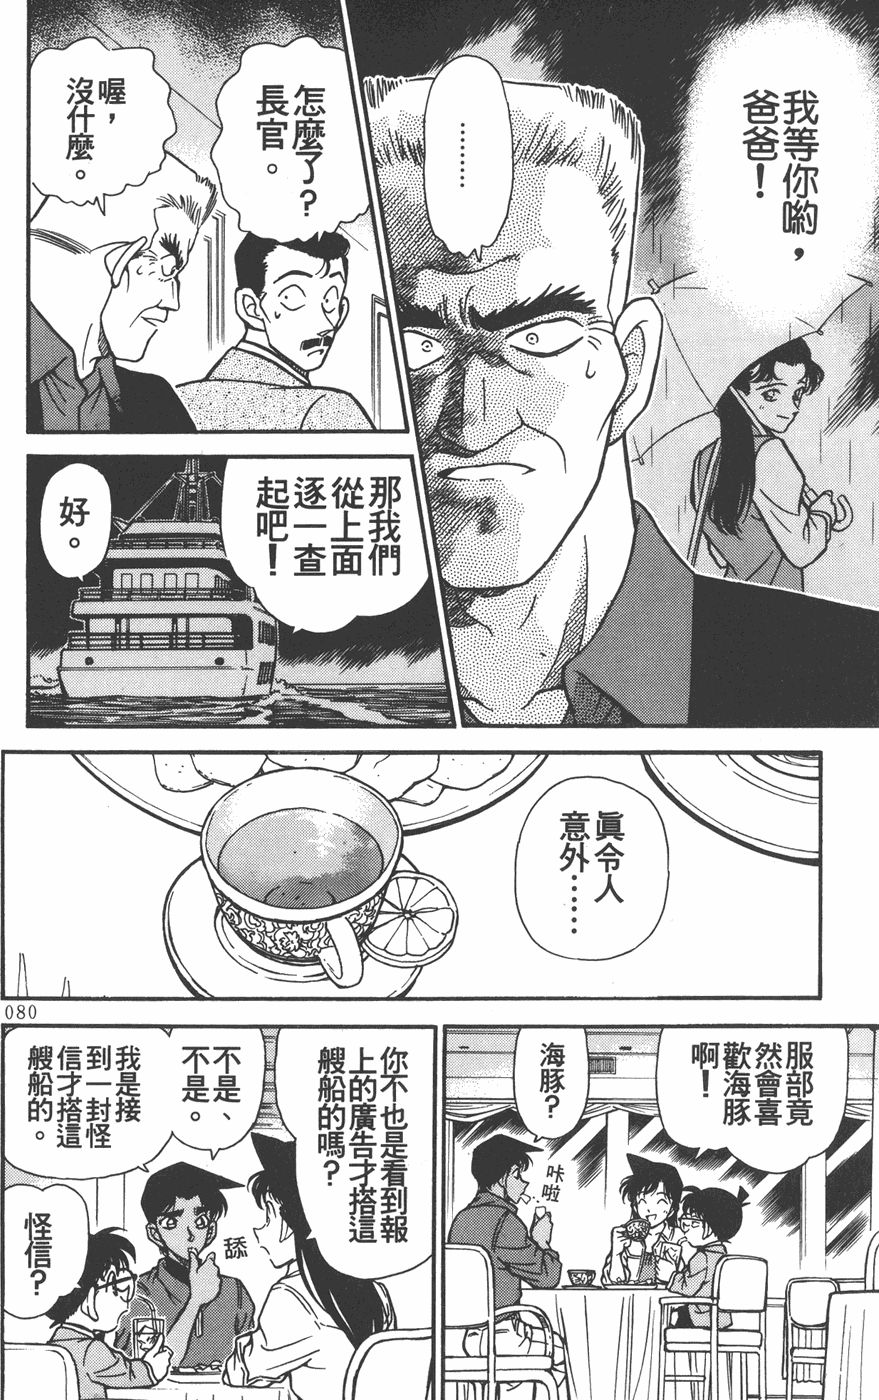 我等你喲，
爸爸！
………
怎麼了？
長官。
喔，
沒什麼。
那我們
從上面
逐一查
起吧！
好。
眞令人
意外……
080
服部竟
然會喜
歡海豚
啊！
海豚？
咔啦
你不也是看到報
上的廣告才搭這
艘船的嗎？
不是、
不是。
我是接
到一封怪
信才搭這
艘船的。
舔
怪信？